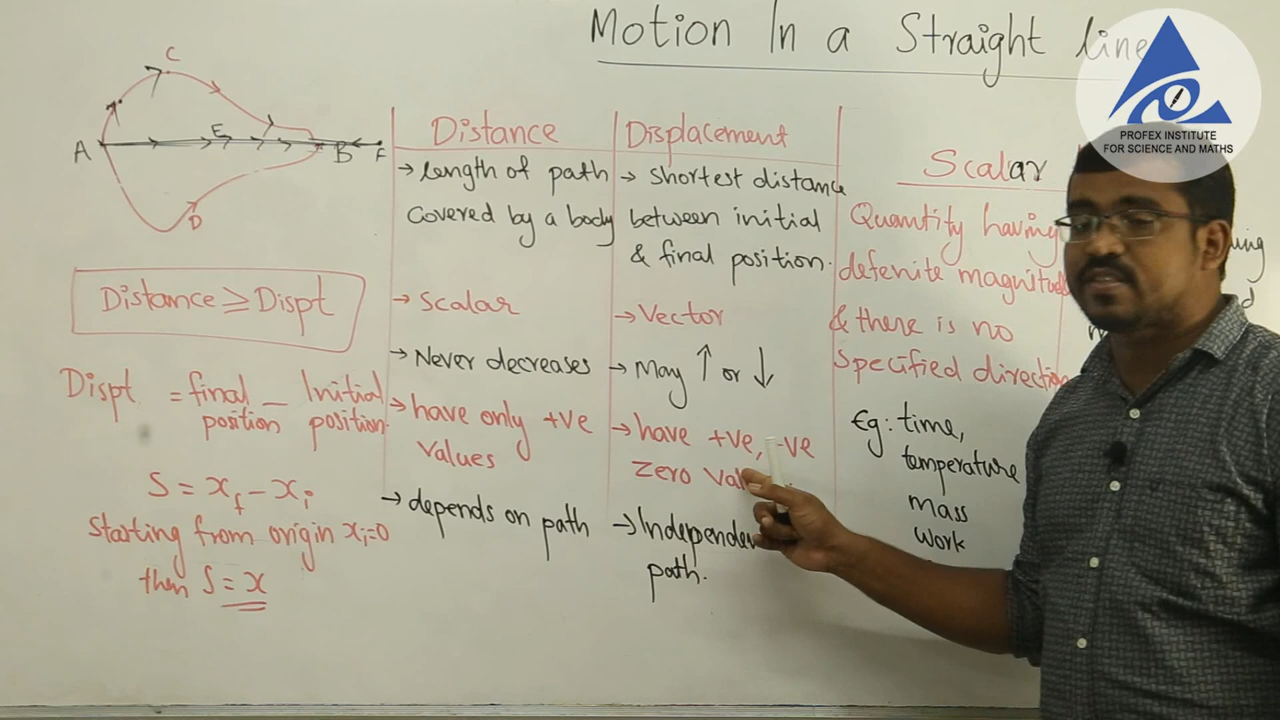 Motion In a Straight line
PROFEX INSTITUTE
FOR SCIENCE AND MATHS
C
A
E
B
F
D
Distance ≥ Dispt
Dispt = final position - Initial position
S = x_f - x_i
starting from origin x_i=0
then S = x
Distance
→ length of path
covered by a body
→ Scalar
→ Never decreases
→ have only +ve
values
→ depends on path
Displacement
→ shortest distance
between initial
& final position.
→ Vector
→ May ↑ or ↓
→ have +ve, -ve
zero
→
path.
Scalar
Quantity having
defenite magnitude
& there is no
Specified direction
Eg: time,
temperature
mass
work